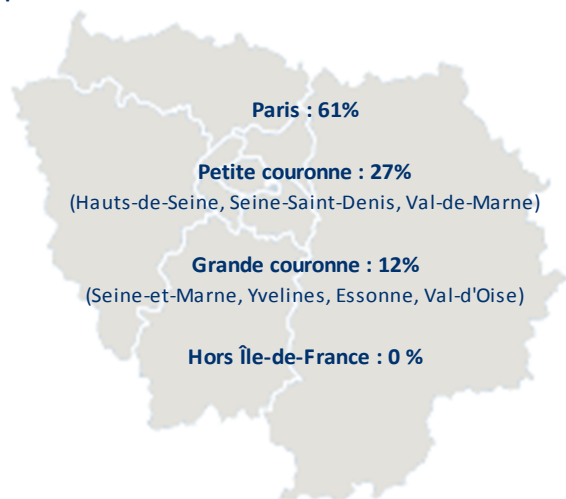 Paris : 61%
Petite couronne : 27%
(Hauts-de-Seine, Seine-Saint-Denis, Val-de-Marne)
Grande couronne : 12%
(Seine-et-Marne, Yvelines, Essonne, Val-d'Oise)
Hors Île-de-France : 0 %